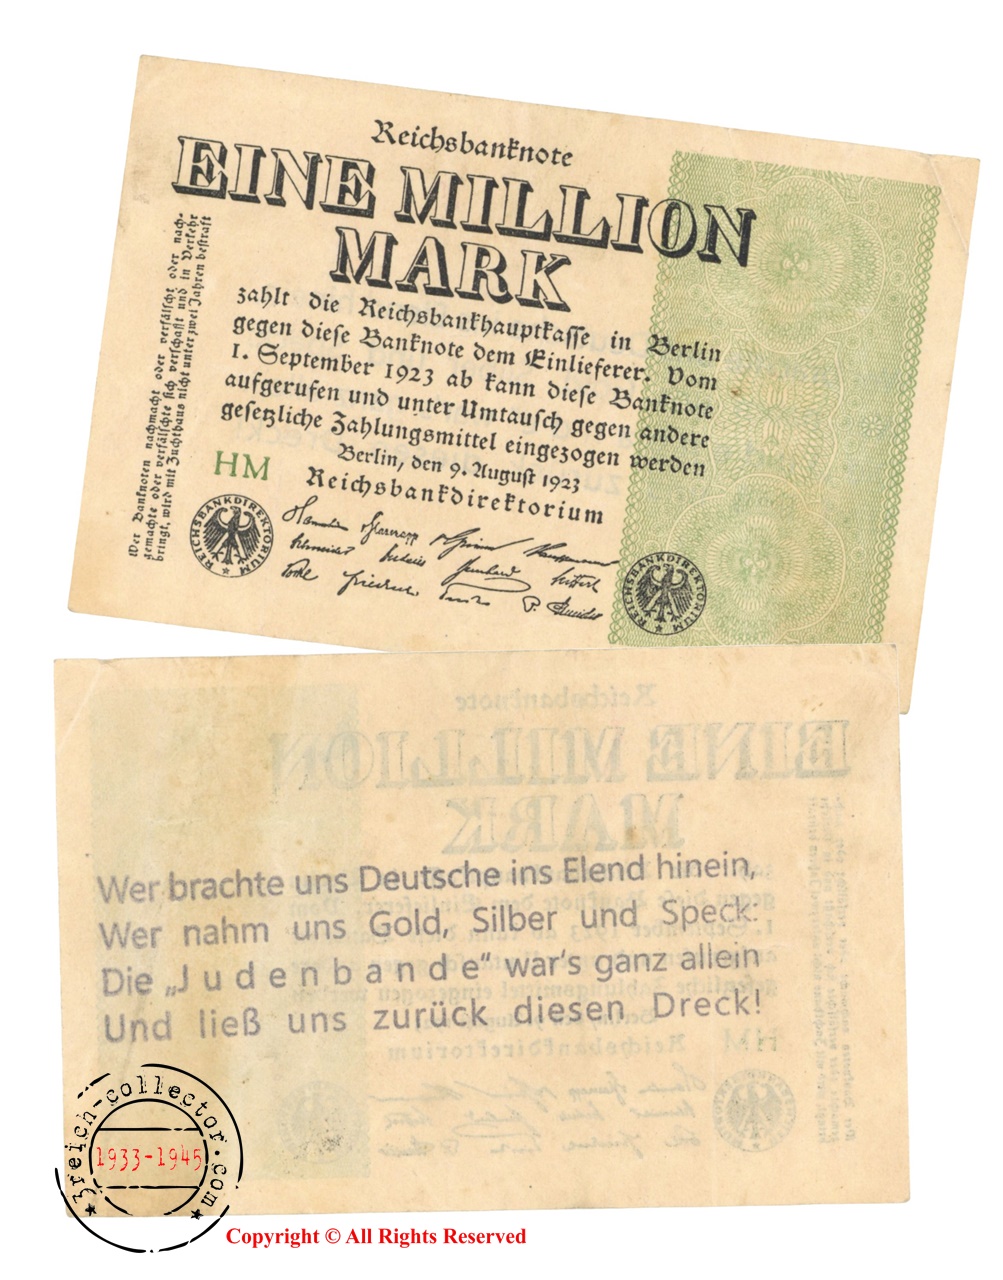 Reichsbanknote
EINE MILLION
MARK
zahlt die Reichsbankhauptkasse in Berlin
gegen diese Banknote dem Einlieferer. Vom
1. September 1923 ab kann diese Banknote
aufgerufen und unter Umtausch gegen andere
gesetzliche Zahlungsmittel eingezogen werden
Berlin, den 9. August 1923
Reichsbankdirektorium
HM
Wer Banknoten nachmacht oder verfälscht oder nach-
gemachte oder verfälschte sich verschafft und in Verkehr
bringt, wird mit Zuchthaus nicht unter zwei Jahren bestraft
REICHSBANKDIREKTORIUM
REICHSBANKDIREKTORIUM
Wer brachte uns Deutsche ins Elend hinein,
Wer nahm uns Gold, Silber und Speck:
Die „Judenbande“ war's ganz allein
Und ließ uns zurück diesen Dreck!
3reich-collector.com
1933-1945
Copyright © All Rights Reserved